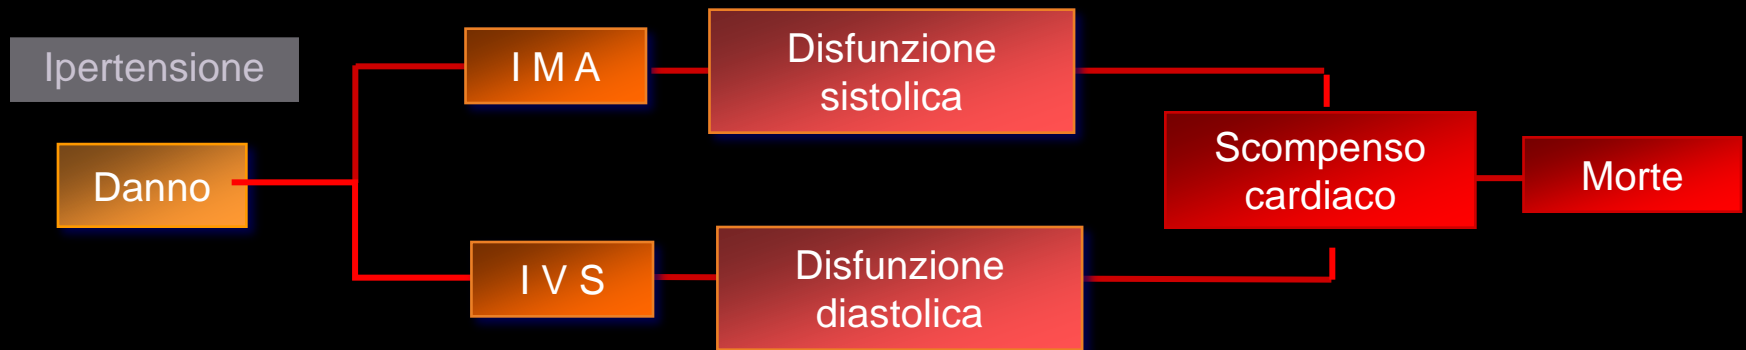 Ipertensione
Danno
I M A
Disfunzione
sistolica
I V S
Disfunzione
diastolica
Scompenso
cardiaco
Morte